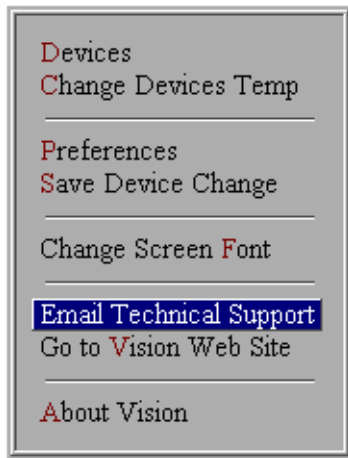 Devices
Change Devices Temp
Preferences
Save Device Change
Change Screen Font
Email Technical Support
Go to Vision Web Site
About Vision